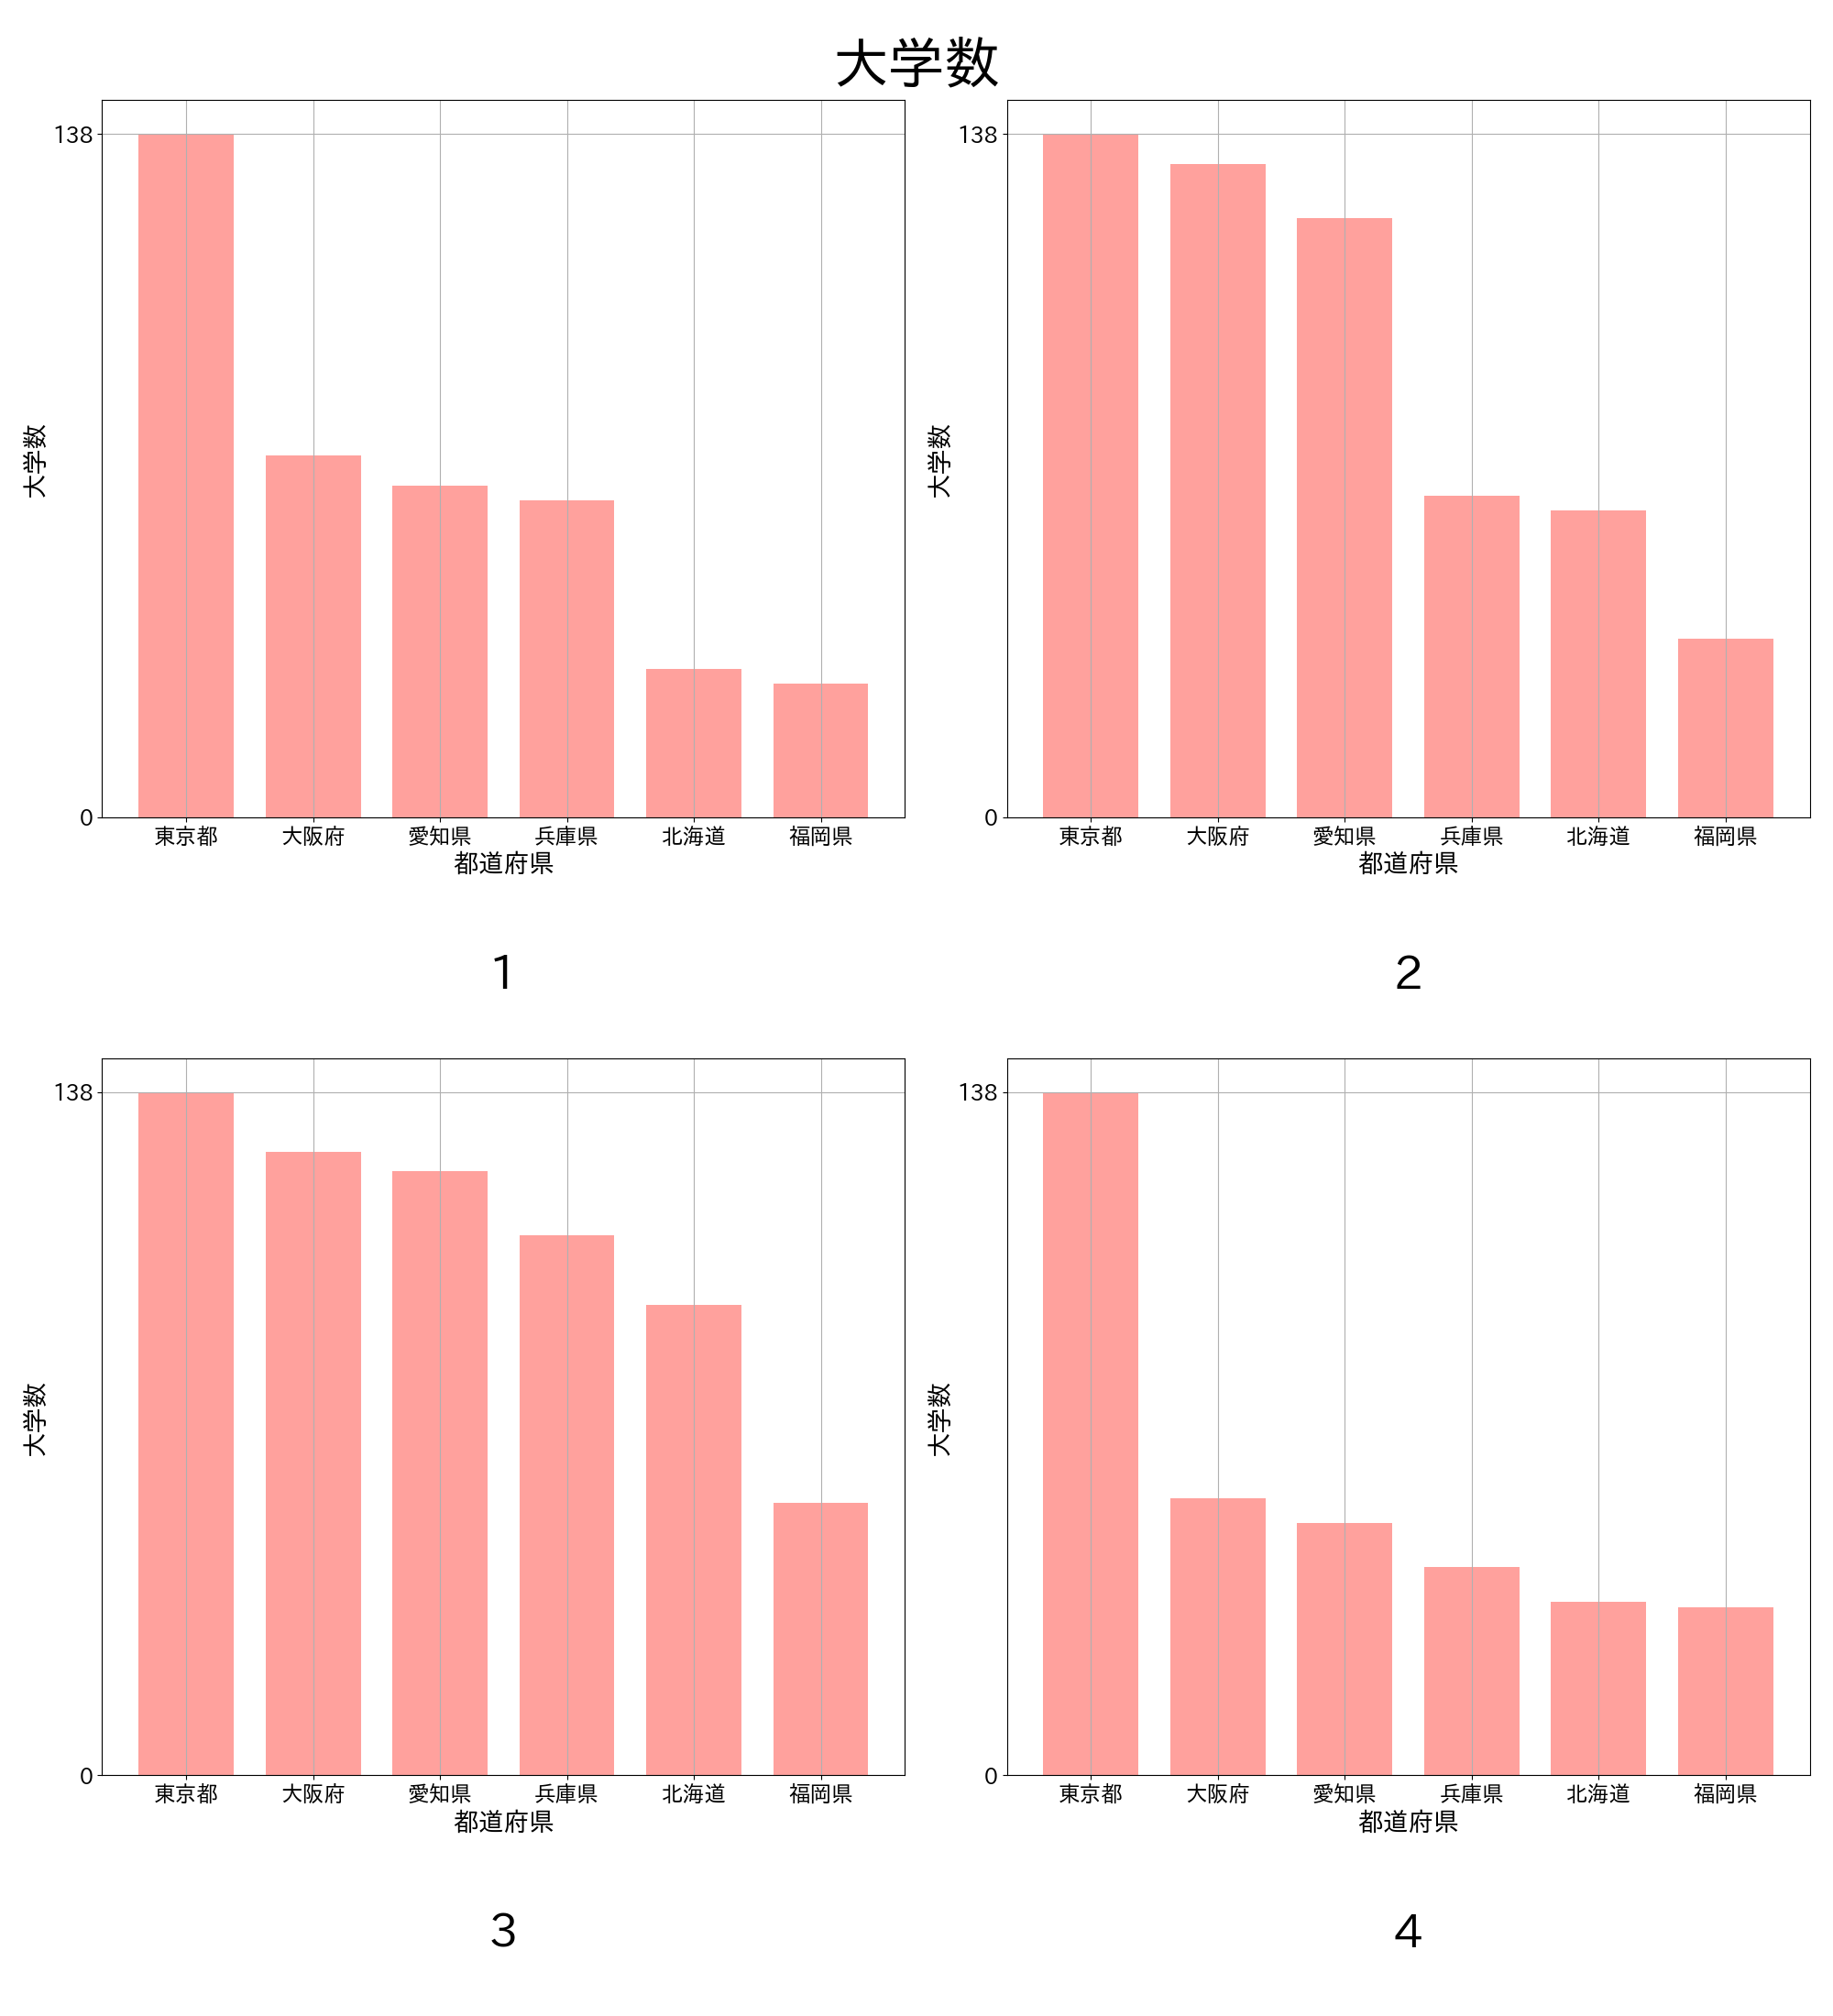 大学数
138
0
大学数
東京都 大阪府 愛知県 兵庫県 北海道 福岡県
都道府県
1
138
0
大学数
東京都 大阪府 愛知県 兵庫県 北海道 福岡県
都道府県
2
138
0
大学数
東京都 大阪府 愛知県 兵庫県 北海道 福岡県
都道府県
3
138
0
大学数
東京都 大阪府 愛知県 兵庫県 北海道 福岡県
都道府県
4